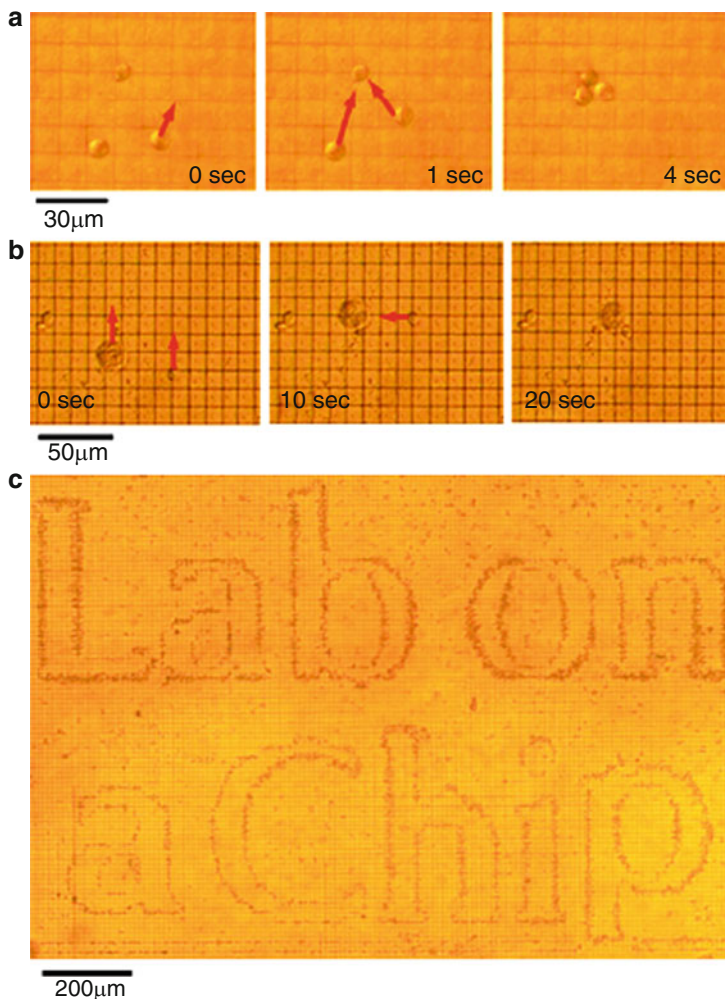 a
0 sec
1 sec
4 sec
30μm
b
0 sec
10 sec
20 sec
50μm
c
Lab on
a Chip
200μm